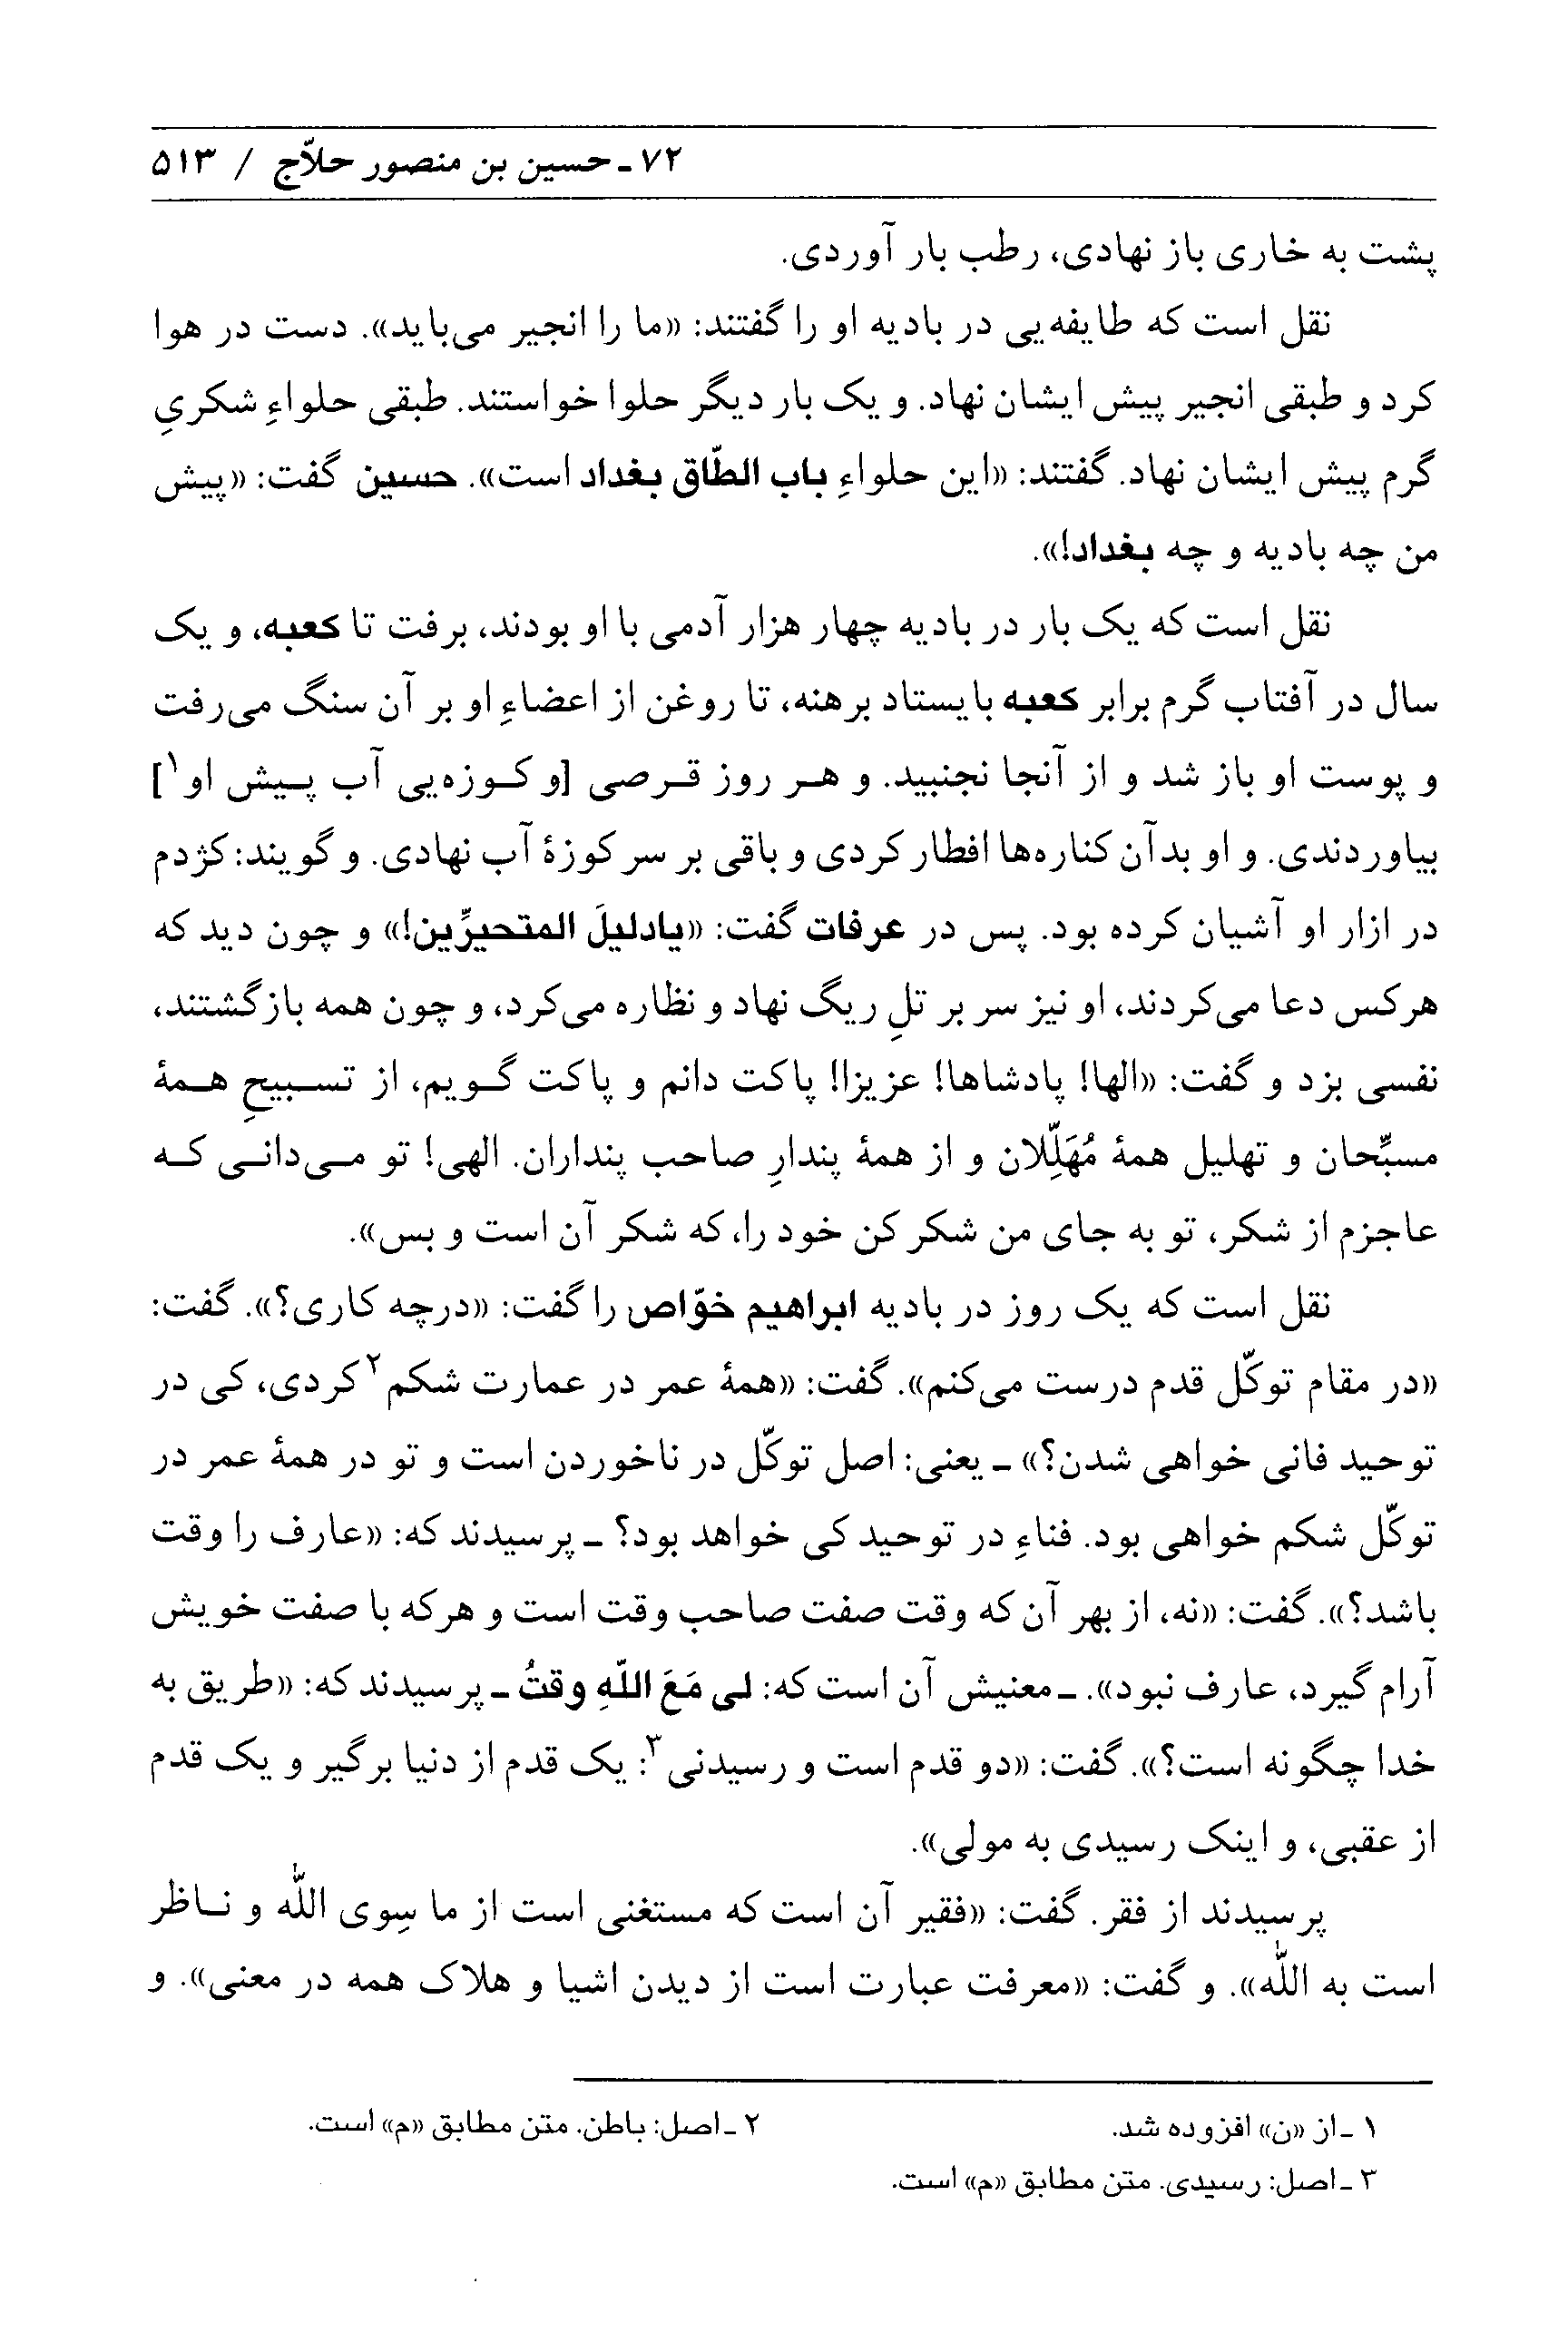 ۷۲ ـ حسین بن منصور حلاّج / ۵۱۳
پشت به خاری باز نهادی، رطب بار آوردی.
نقل است که طایفه‌یی در بادیه او را گفتند: «ما را انجیر می‌باید». دست در هوا
کرد و طبقی انجیر پیش ایشان نهاد. و یک بار دیگر حلوا خواستند. طبقی حلواءِ شکریِ
گرم پیش ایشان نهاد. گفتند: «این حلواءِ باب الطّاق بغداد است». حسین گفت: «پیش
من چه بادیه و چه بغداد!».
نقل است که یک بار در بادیه چهار هزار آدمی با او بودند، برفت تا کعبه، و یک
سال در آفتاب گرم برابر کعبه بایستاد برهنه، تا روغن از اعضاءِ او بر آن سنگ می‌رفت
و پوست او باز شد و از آنجا نجنبید. و هر روز قرصی [و کوزه‌یی آب پیش او۱]
بیاوردندی. و او بدآن کناره‌ها افطار کردی و باقی بر سر کوزهٔ آب نهادی. و گویند: کژدم
در ازار او آشیان کرده بود. پس در عرفات گفت: «یادلیلَ المتحیرِّین!» و چون دید که
هرکس دعا می‌کردند، او نیز سر بر تلِ ریگ نهاد و نظاره می‌کرد، و چون همه بازگشتند،
نفسی بزد و گفت: «الها! پادشاها! عزیزا! پاکت دانم و پاکت گویم، از تسبیحِ همهٔ
مسبِّحان و تهلیل همهٔ مُهَلِّلان و از همهٔ پندارِ صاحب پنداران. الهی! تو می‌دانی که
عاجزم از شکر، تو به جای من شکر کن خود را، که شکر آن است و بس».
نقل است که یک روز در بادیه ابراهیم خوّاص را گفت: «درچه کاری؟». گفت:
«در مقام توکّل قدم درست می‌کنم». گفت: «همهٔ عمر در عمارت شکم۲ کردی، کی در
توحید فانی خواهی شدن؟» ـ یعنی: اصل توکّل در ناخوردن است و تو در همهٔ عمر در
توکّل شکم خواهی بود. فناءِ در توحید کی خواهد بود؟ ـ پرسیدند که: «عارف را وقت
باشد؟». گفت: «نه، از بهر آن که وقت صفت صاحب وقت است و هرکه با صفت خویش
آرام گیرد، عارف نبود». ـ معنیش آن است که: لی مَعَ اللّهِ وقتُ ـ پرسیدند که: «طریق به
خدا چگونه است؟». گفت: «دو قدم است و رسیدنی۳: یک قدم از دنیا برگیر و یک قدم
از عقبی، و اینک رسیدی به مولی».
پرسیدند از فقر. گفت: «فقیر آن است که مستغنی است از ما سِوی اللّٰه و ناظر
است به اللّٰه». و گفت: «معرفت عبارت است از دیدن اشیا و هلاک همه در معنی». و
۱ ـ از «ن» افزوده شد.
۲ ـ اصل: باطن. متن مطابق «م» است.
۳ ـ اصل: رسیدی. متن مطابق «م» است.